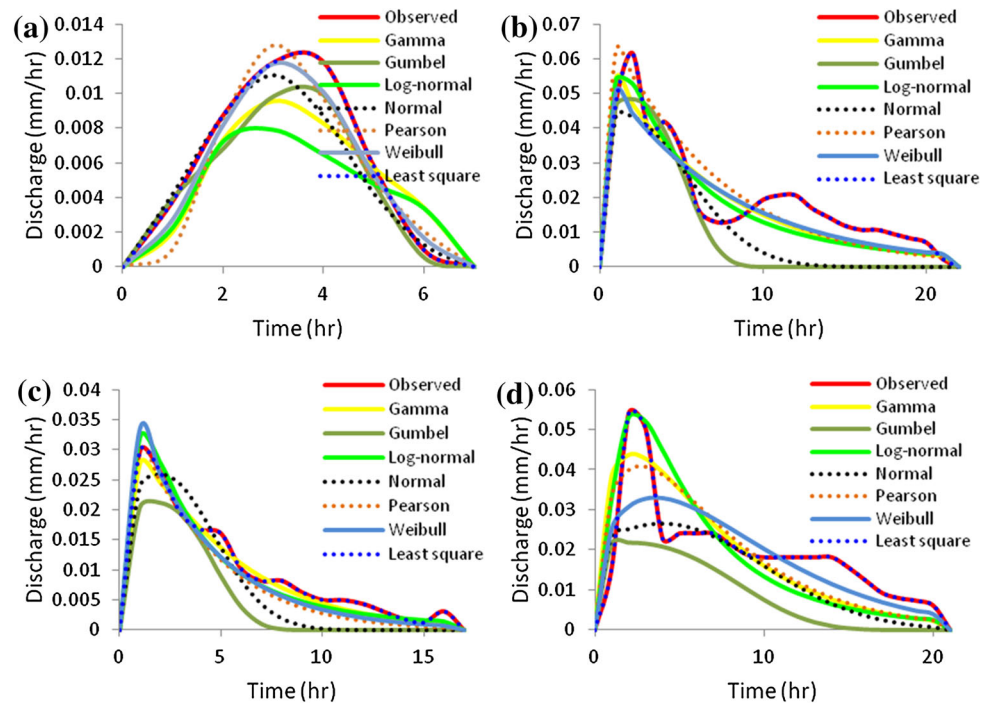 (a)
Discharge (mm/hr)
0.014
0.012
0.01
0.008
0.006
0.004
0.002
0
0 2 4 6
Time (hr)
Observed
Gamma
Gumbel
Log-normal
Normal
Pearson
Weibull
Least square
(b)
Discharge (mm/hr)
0.07
0.06
0.05
0.04
0.03
0.02
0.01
0
0 10 20
Time (hr)
Observed
Gamma
Gumbel
Log-normal
Normal
Pearson
Weibull
Least square
(c)
Discharge (mm/hr)
0.04
0.035
0.03
0.025
0.02
0.015
0.01
0.005
0
0 5 10 15
Time (hr)
Observed
Gamma
Gumbel
Log-normal
Normal
Pearson
Weibull
Least square
(d)
Discharge (mm/hr)
0.06
0.05
0.04
0.03
0.02
0.01
0
0 10 20
Time (hr)
Observed
Gamma
Gumbel
Log-normal
Normal
Pearson
Weibull
Least square